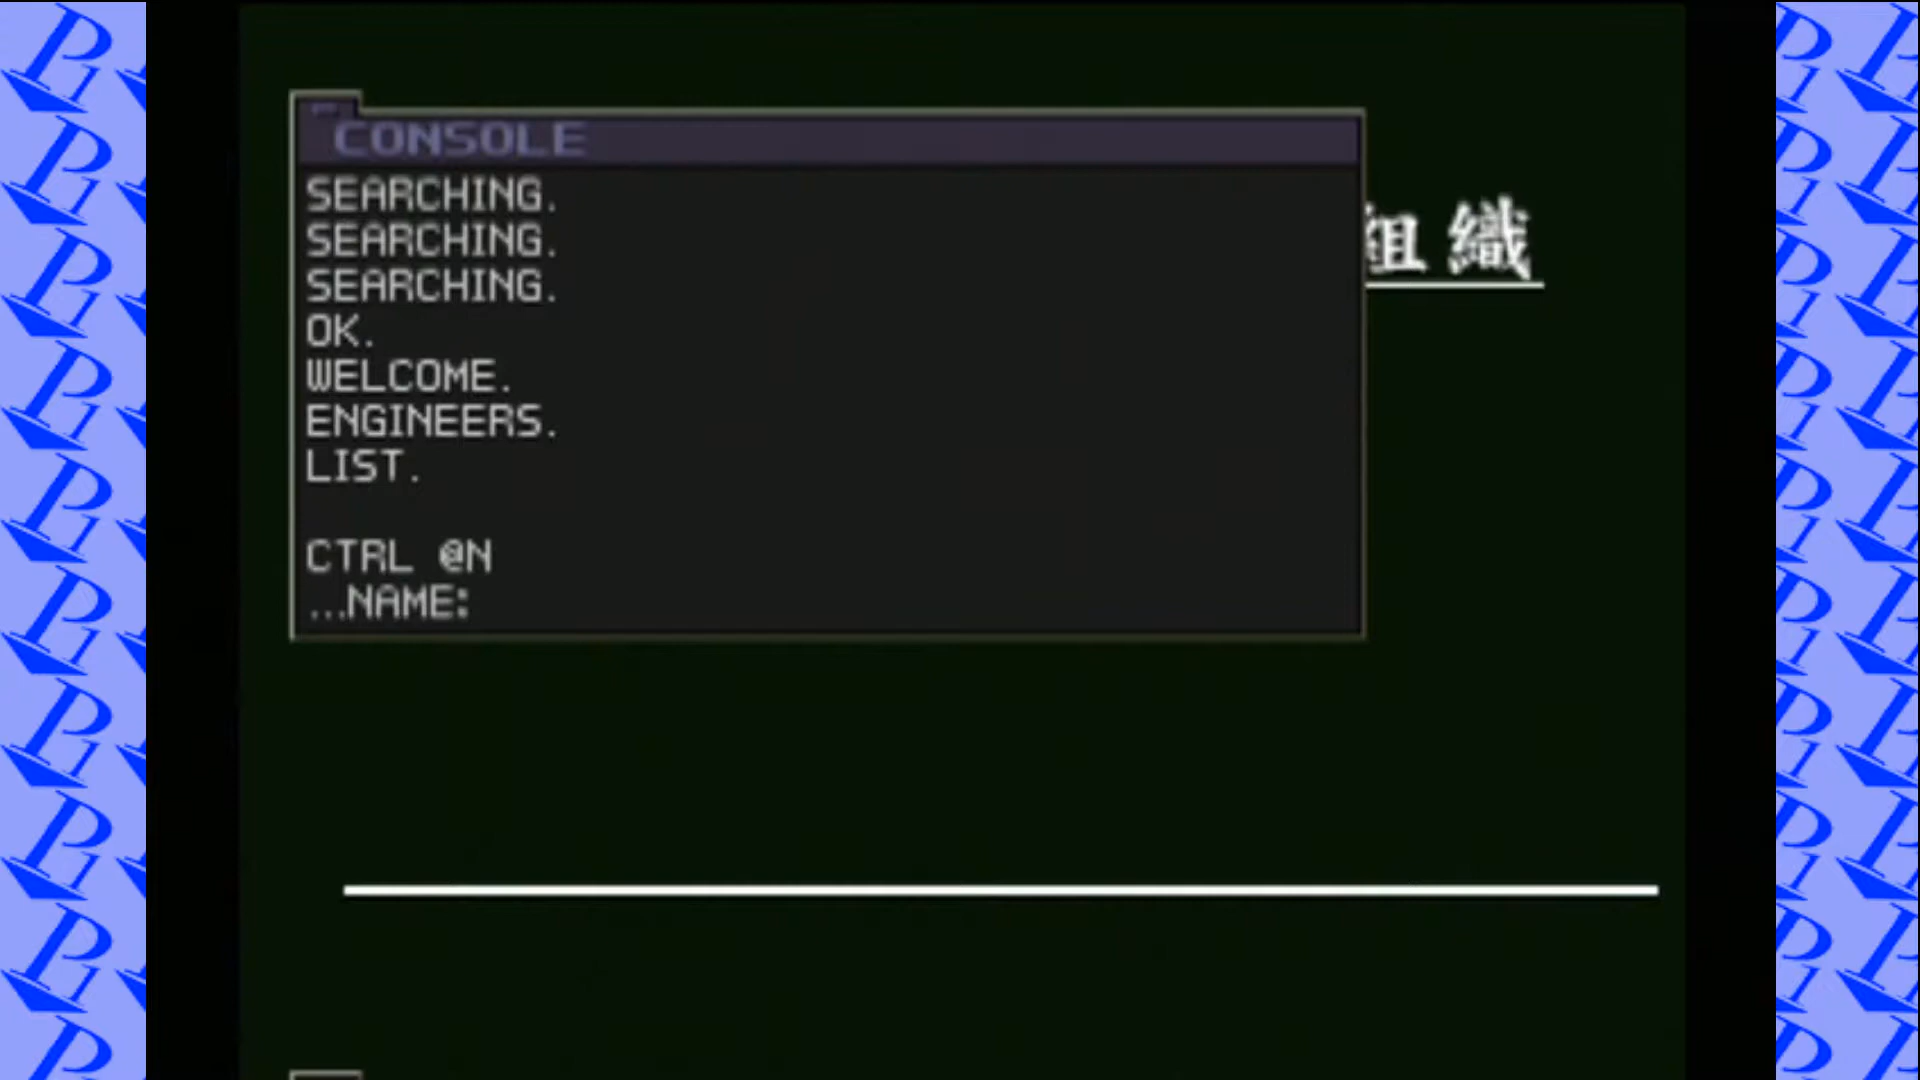 CONSOLE
SEARCHING.
SEARCHING.
SEARCHING.
OK.
WELCOME.
ENGINEERS.
LIST.
CTRL @N
...NAME:
組織